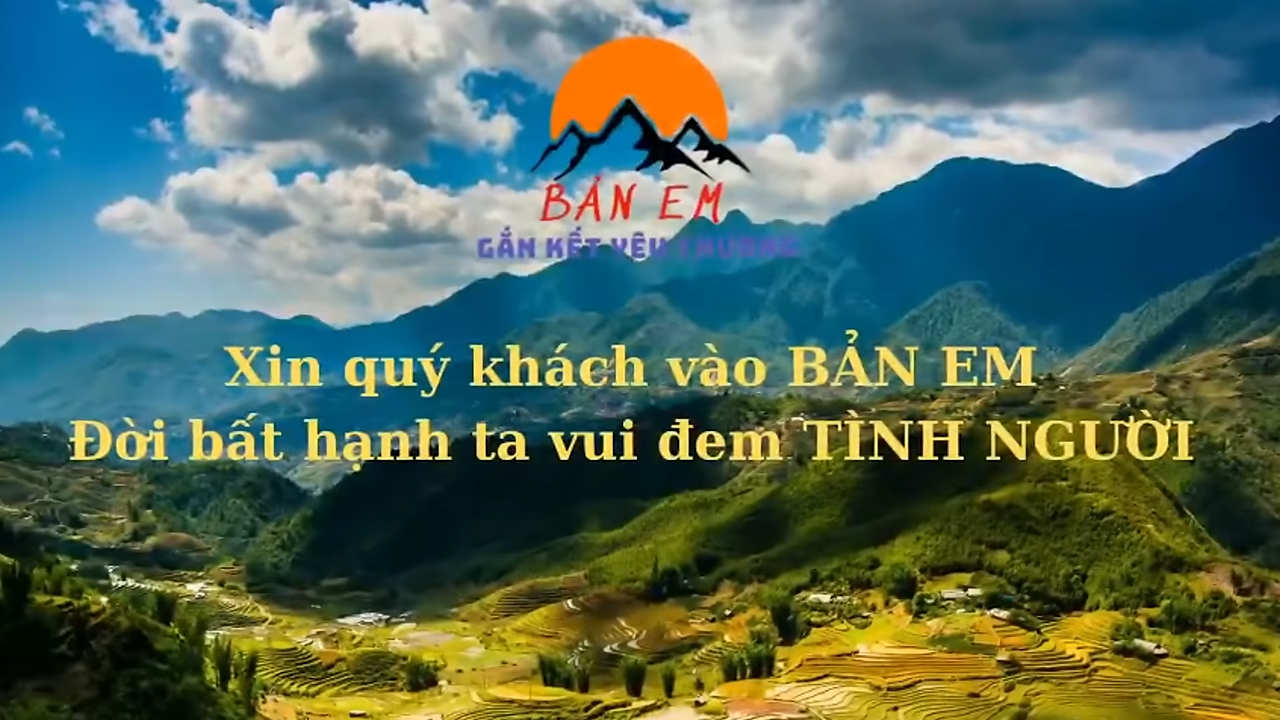 BẢN EM
GẮN KẾT YÊU THƯƠNG
Xin quý khách vào BẢN EM
Đời bất hạnh ta vui đem TÌNH NGƯỜI